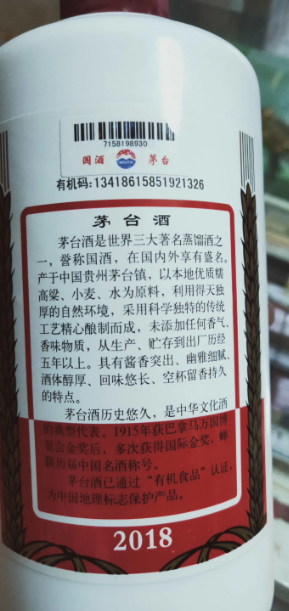 7158198930
国酒 茅台
有机码:13418615851921326
茅台酒
茅台酒是世界三大著名蒸馏酒之
一，誉称国酒，在国内外享有盛名。
产于中国贵州茅台镇，以本地优质糯
高粱、小麦、水为原料，利用得天独
厚的自然环境，采用科学独特的传统
工艺精心酿制而成，未添加任何香气、
香味物质，从生产、贮存到出厂历经
五年以上。具有酱香突出、幽雅细腻、
酒体醇厚、回味悠长、空杯留香持久
的特点。
茅台酒历史悠久，是中华文化酒
的典型代表，1915年获巴拿马万国博
览会金奖后，多次获得国际金奖，蝉
联历届中国名酒称号。
茅台酒已通过“有机食品”认证，
为中国地理标志保护产品。
2018